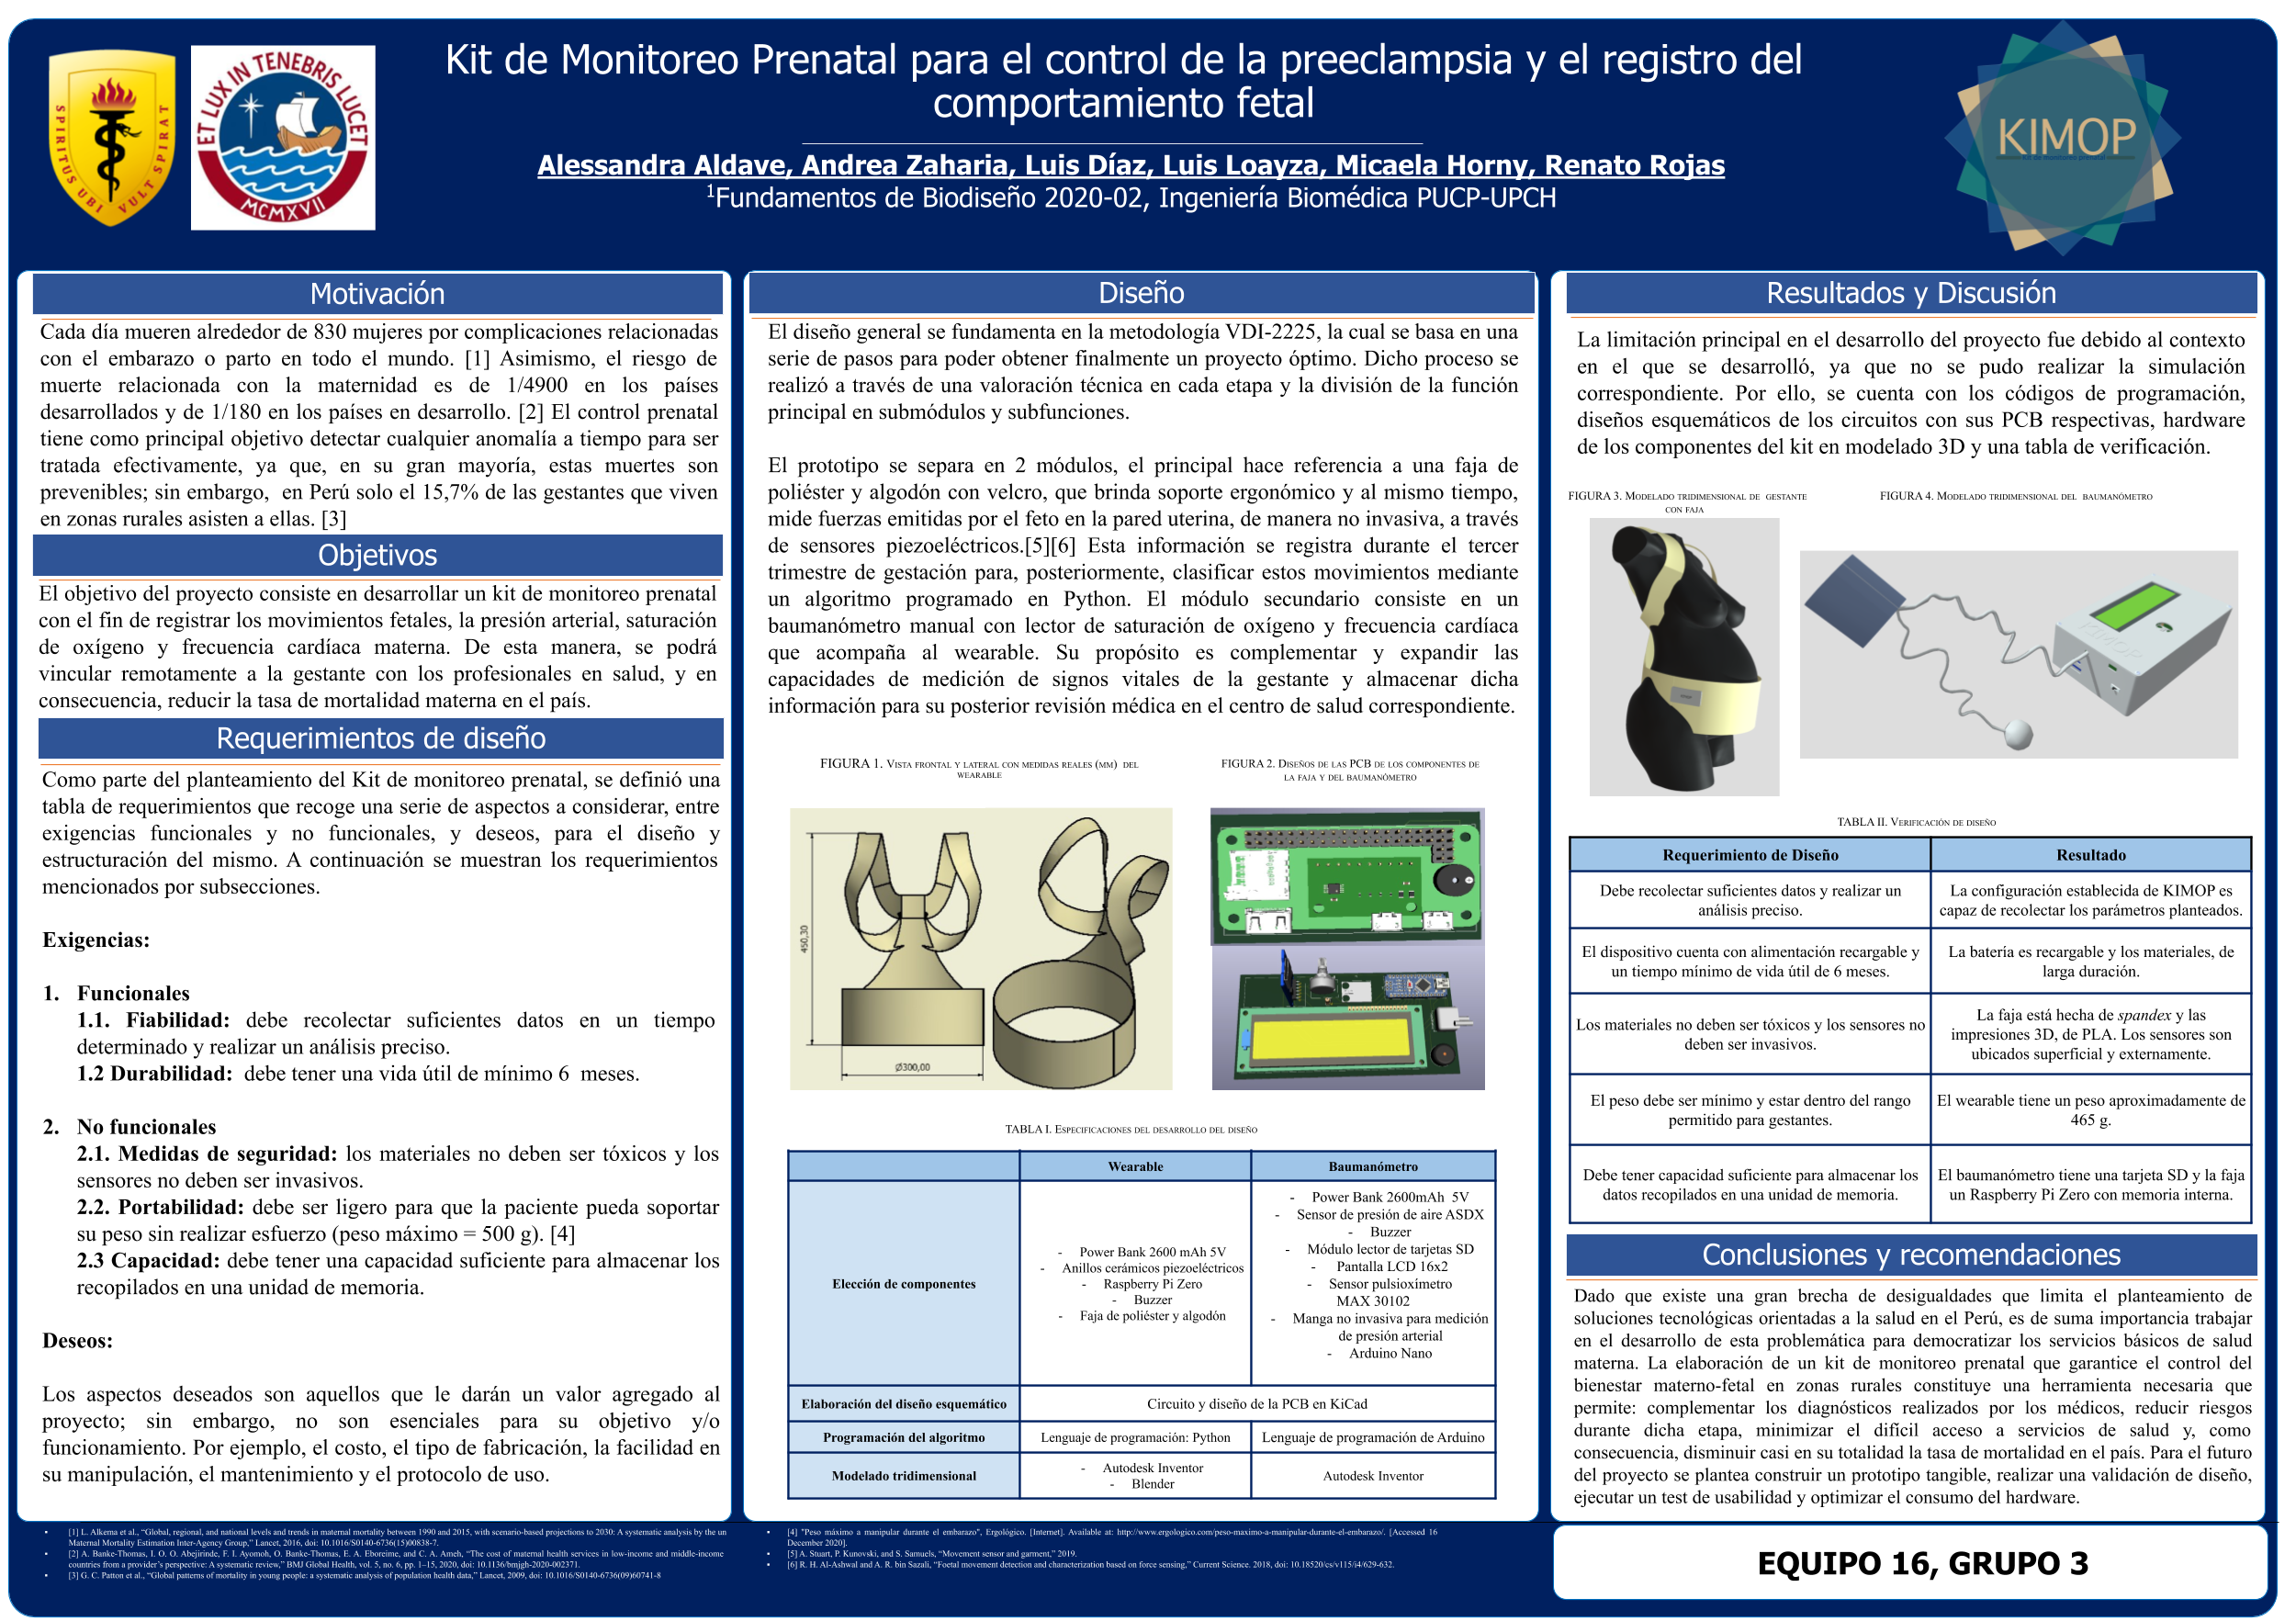 Kit de Monitoreo Prenatal para el control de la preeclampsia y el registro del
comportamiento fetal
Alessandra Aldave, Andrea Zaharia, Luis Díaz, Luis Loayza, Micaela Horny, Renato Rojas
1Fundamentos de Biodiseño 2020-02, Ingeniería Biomédica PUCP-UPCH
SPIRITUS UBI VULT SPIRAT
ET LUX IN TENEBRIS LUCET
MCMXVII
KIMOP
Kit de monitoreo prenatal
Motivación
Cada día mueren alrededor de 830 mujeres por complicaciones relacionadas
con el embarazo o parto en todo el mundo. [1] Asimismo, el riesgo de
muerte relacionada con la maternidad es de 1/4900 en los países
desarrollados y de 1/180 en los países en desarrollo. [2] El control prenatal
tiene como principal objetivo detectar cualquier anomalía a tiempo para ser
tratada efectivamente, ya que, en su gran mayoría, estas muertes son
prevenibles; sin embargo, en Perú solo el 15,7% de las gestantes que viven
en zonas rurales asisten a ellas. [3]
Objetivos
El objetivo del proyecto consiste en desarrollar un kit de monitoreo prenatal
con el fin de registrar los movimientos fetales, la presión arterial, saturación
de oxígeno y frecuencia cardíaca materna. De esta manera, se podrá
vincular remotamente a la gestante con los profesionales en salud, y en
consecuencia, reducir la tasa de mortalidad materna en el país.
Requerimientos de diseño
Como parte del planteamiento del Kit de monitoreo prenatal, se definió una
tabla de requerimientos que recoge una serie de aspectos a considerar, entre
exigencias funcionales y no funcionales, y deseos, para el diseño y
estructuración del mismo. A continuación se muestran los requerimientos
mencionados por subsecciones.
Exigencias:
1. Funcionales
1.1. Fiabilidad: debe recolectar suficientes datos en un tiempo
determinado y realizar un análisis preciso.
1.2 Durabilidad: debe tener una vida útil de mínimo 6 meses.
2. No funcionales
2.1. Medidas de seguridad: los materiales no deben ser tóxicos y los
sensores no deben ser invasivos.
2.2. Portabilidad: debe ser ligero para que la paciente pueda soportar
su peso sin realizar esfuerzo (peso máximo = 500 g). [4]
2.3 Capacidad: debe tener una capacidad suficiente para almacenar los
recopilados en una unidad de memoria.
Deseos:
Los aspectos deseados son aquellos que le darán un valor agregado al
proyecto; sin embargo, no son esenciales para su objetivo y/o
funcionamiento. Por ejemplo, el costo, el tipo de fabricación, la facilidad en
su manipulación, el mantenimiento y el protocolo de uso.
Diseño
El diseño general se fundamenta en la metodología VDI-2225, la cual se basa en una
serie de pasos para poder obtener finalmente un proyecto óptimo. Dicho proceso se
realizó a través de una valoración técnica en cada etapa y la división de la función
principal en submódulos y subfunciones.
El prototipo se separa en 2 módulos, el principal hace referencia a una faja de
poliéster y algodón con velcro, que brinda soporte ergonómico y al mismo tiempo,
mide fuerzas emitidas por el feto en la pared uterina, de manera no invasiva, a través
de sensores piezoeléctricos.[5][6] Esta información se registra durante el tercer
trimestre de gestación para, posteriormente, clasificar estos movimientos mediante
un algoritmo programado en Python. El módulo secundario consiste en un
baumanómetro manual con lector de saturación de oxígeno y frecuencia cardíaca
que acompaña al wearable. Su propósito es complementar y expandir las
capacidades de medición de signos vitales de la gestante y almacenar dicha
información para su posterior revisión médica en el centro de salud correspondiente.
FIGURA 1. Vista frontal y lateral con medidas reales (mm) del
wearable
450,30
Ø300,00
FIGURA 2. Diseños de las PCB de los componentes de
la faja y del baumanómetro
TABLA I. Especificaciones del desarrollo del diseño
Wearable
Baumanómetro
Elección de componentes
- Power Bank 2600 mAh 5V
- Anillos cerámicos piezoeléctricos
- Raspberry Pi Zero
- Buzzer
- Faja de poliéster y algodón
- Power Bank 2600mAh 5V
- Sensor de presión de aire ASDX
- Buzzer
- Módulo lector de tarjetas SD
- Pantalla LCD 16x2
- Sensor pulsioxímetro
MAX 30102
- Manga no invasiva para medición
de presión arterial
- Arduino Nano
Elaboración del diseño esquemático
Circuito y diseño de la PCB en KiCad
Programación del algoritmo
Lenguaje de programación: Python
Lenguaje de programación de Arduino
Modelado tridimensional
- Autodesk Inventor
- Blender
Autodesk Inventor
Resultados y Discusión
La limitación principal en el desarrollo del proyecto fue debido al contexto
en el que se desarrolló, ya que no se pudo realizar la simulación
correspondiente. Por ello, se cuenta con los códigos de programación,
diseños esquemáticos de los circuitos con sus PCB respectivas, hardware
de los componentes del kit en modelado 3D y una tabla de verificación.
FIGURA 3. Modelado tridimensional de gestante
con faja
FIGURA 4. Modelado tridimensional del baumanómetro
KIMOP
TABLA II. Verificación de diseño
Requerimiento de Diseño
Resultado
Debe recolectar suficientes datos y realizar un
análisis preciso.
La configuración establecida de KIMOP es
capaz de recolectar los parámetros planteados.
El dispositivo cuenta con alimentación recargable y
un tiempo mínimo de vida útil de 6 meses.
La batería es recargable y los materiales, de
larga duración.
Los materiales no deben ser tóxicos y los sensores no
deben ser invasivos.
La faja está hecha de spandex y las
impresiones 3D, de PLA. Los sensores son
ubicados superficial y externamente.
El peso debe ser mínimo y estar dentro del rango
permitido para gestantes.
El wearable tiene un peso aproximadamente de
465 g.
Debe tener capacidad suficiente para almacenar los
datos recopilados en una unidad de memoria.
El baumanómetro tiene una tarjeta SD y la faja
un Raspberry Pi Zero con memoria interna.
Conclusiones y recomendaciones
Dado que existe una gran brecha de desigualdades que limita el planteamiento de
soluciones tecnológicas orientadas a la salud en el Perú, es de suma importancia trabajar
en el desarrollo de esta problemática para democratizar los servicios básicos de salud
materna. La elaboración de un kit de monitoreo prenatal que garantice el control del
bienestar materno-fetal en zonas rurales constituye una herramienta necesaria que
permite: complementar los diagnósticos realizados por los médicos, reducir riesgos
durante dicha etapa, minimizar el difícil acceso a servicios de salud y, como
consecuencia, disminuir casi en su totalidad la tasa de mortalidad en el país. Para el futuro
del proyecto se plantea construir un prototipo tangible, realizar una validación de diseño,
ejecutar un test de usabilidad y optimizar el consumo del hardware.
[1] L. Alkema et al., “Global, regional, and national levels and trends in maternal mortality between 1990 and 2015, with scenario-based projections to 2030: A systematic analysis by the un
Maternal Mortality Estimation Inter-Agency Group,” Lancet, 2016, doi: 10.1016/S0140-6736(15)00838-7.
[2] A. Banke-Thomas, I. O. O. Abejirinde, F. I. Ayomoh, O. Banke-Thomas, E. A. Eboreime, and C. A. Ameh, “The cost of maternal health services in low-income and middle-income
countries from a provider’s perspective: A systematic review,” BMJ Global Health, vol. 5, no. 6, pp. 1–15, 2020, doi: 10.1136/bmjgh-2020-002371.
[3] G. C. Patton et al., “Global patterns of mortality in young people: a systematic analysis of population health data,” Lancet, 2009, doi: 10.1016/S0140-6736(09)60741-8
[4] "Peso máximo a manipular durante el embarazo", Ergológico. [Internet]. Available at: http://www.ergologico.com/peso-maximo-a-manipular-durante-el-embarazo/. [Accessed 16
December 2020].
[5] A. Stuart, P. Kunovski, and S. Samuels, “Movement sensor and garment,” 2019.
[6] R. H. Al-Ashwal and A. R. bin Sazali, “Foetal movement detection and characterization based on force sensing,” Current Science. 2018, doi: 10.18520/cs/v115/i4/629-632.
EQUIPO 16, GRUPO 3